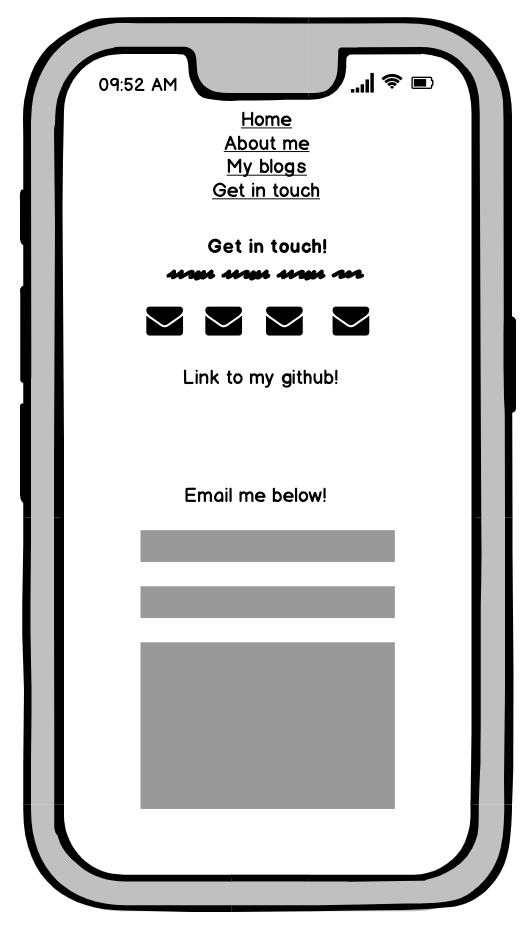 09:52 AM
Home
About me
My blogs
Get in touch
Get in touch!
Link to my github!
Email me below!